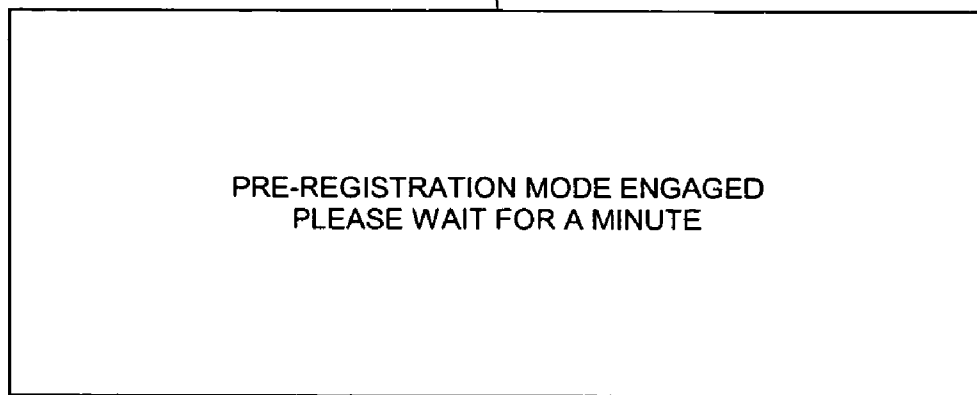 PRE-REGISTRATION MODE ENGAGED
PLEASE WAIT FOR A MINUTE